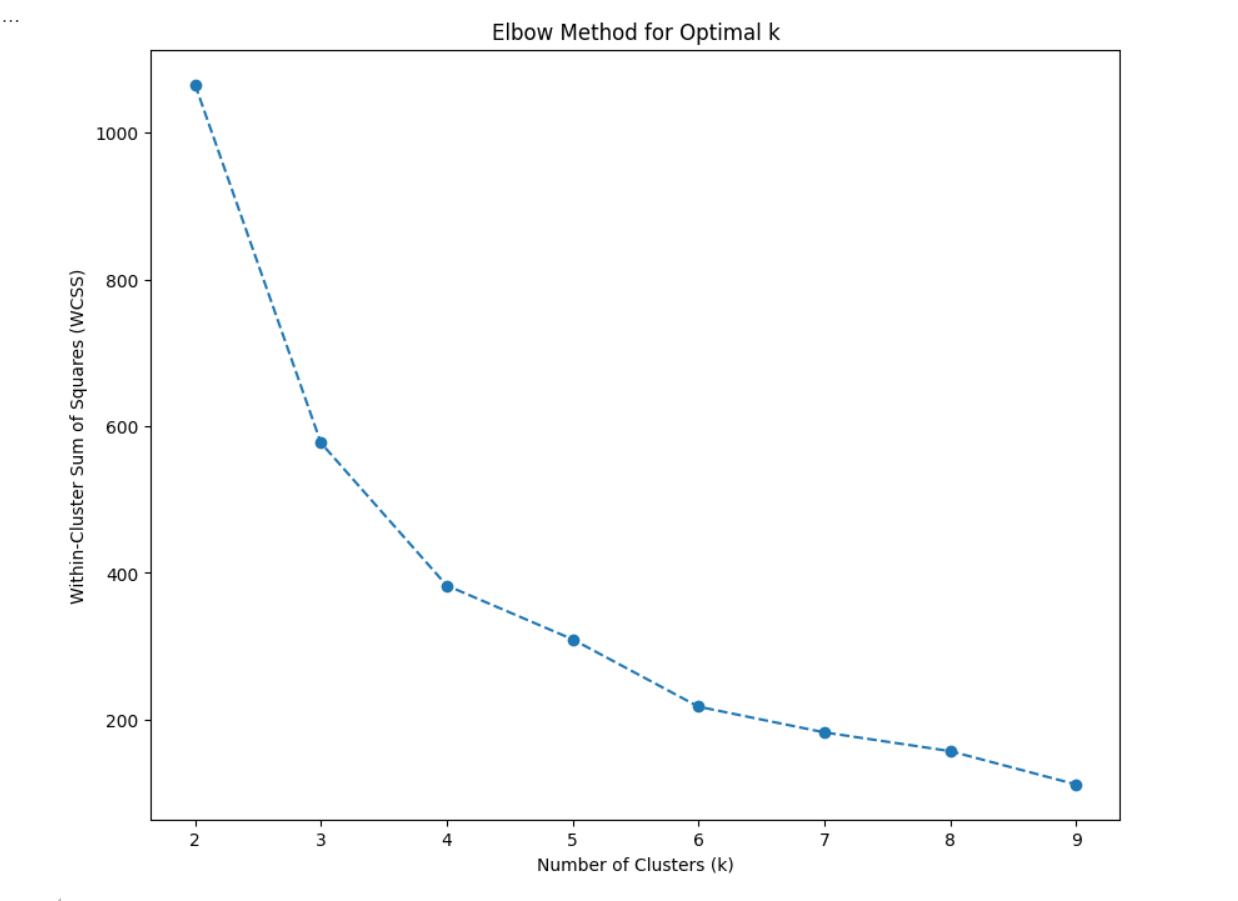 ...
Elbow Method for Optimal k
Within-Cluster Sum of Squares (WCSS)
1000
800
600
400
200
2 3 4 5 6 7 8 9
Number of Clusters (k)